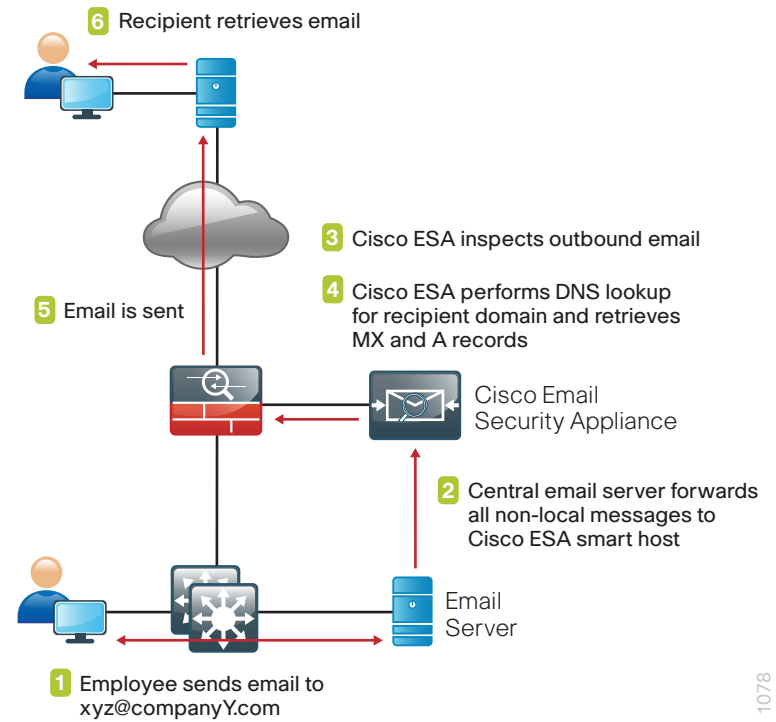 6 Recipient retrieves email
3 Cisco ESA inspects outbound email
4 Cisco ESA performs DNS lookup
for recipient domain and retrieves
MX and A records
5 Email is sent
Cisco Email
Security Appliance
2 Central email server forwards
all non-local messages to
Cisco ESA smart host
Email
Server
1 Employee sends email to
xyz@companyY.com
1078